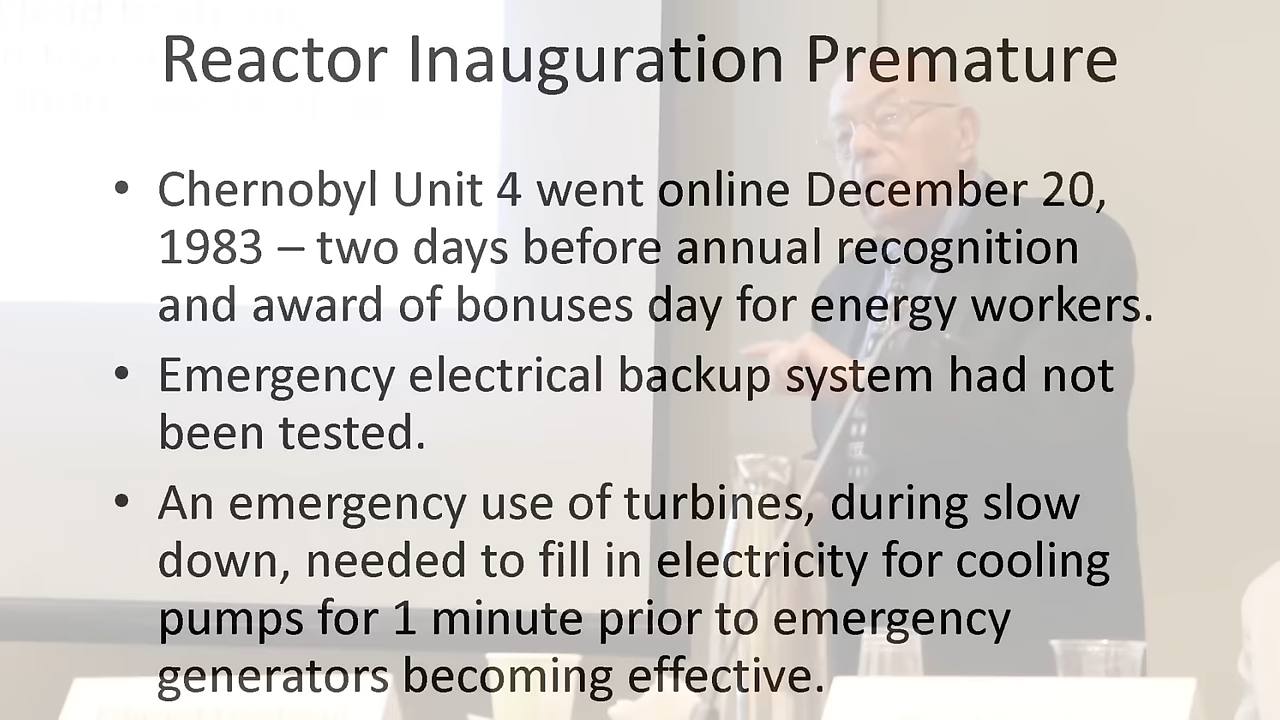 Reactor Inauguration Premature
• Chernobyl Unit 4 went online December 20,
1983 – two days before annual recognition
and award of bonuses day for energy workers.
• Emergency electrical backup system had not
been tested.
• An emergency use of turbines, during slow
down, needed to fill in electricity for cooling
pumps for 1 minute prior to emergency
generators becoming effective.